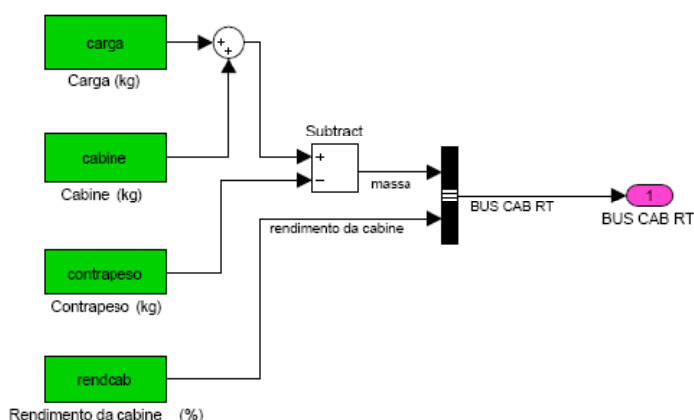 carga
Carga (kg)
+
+
cabine
Cabine (kg)
Subtract
+
−
massa
BUS CAB RT
1
BUS CAB RT
rendimento da cabine
contrapeso
Contrapeso (kg)
rendcab
Rendimento da cabine (%)